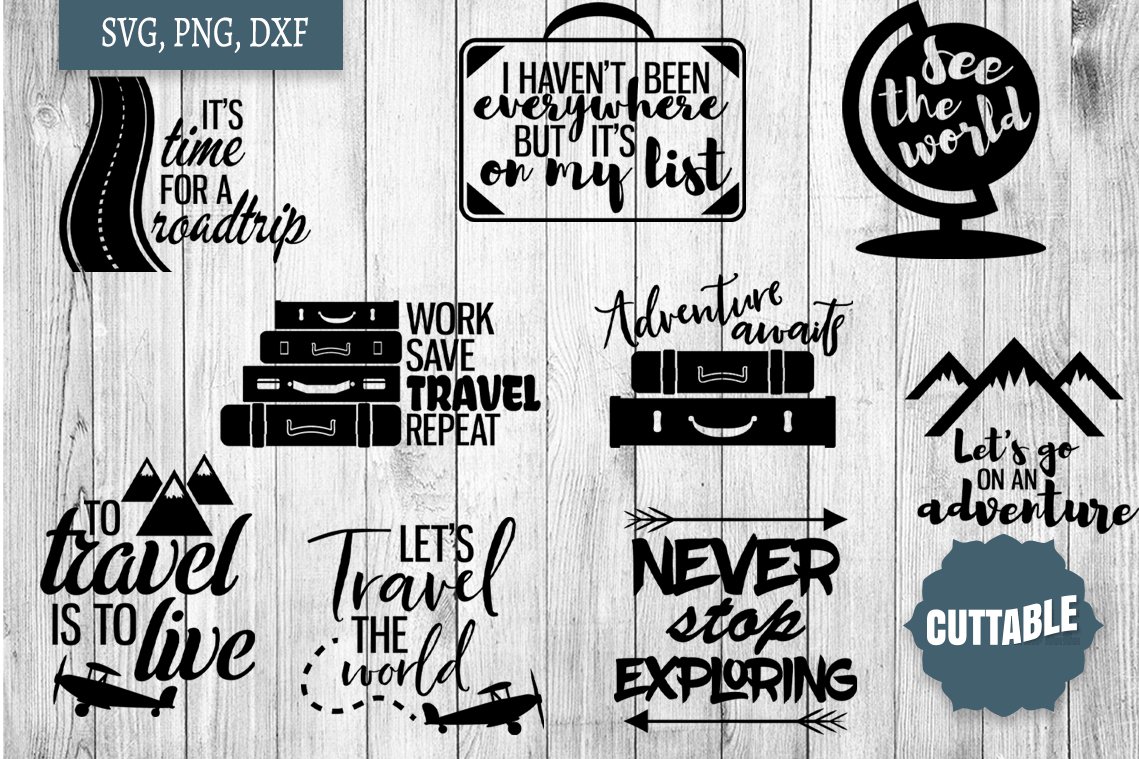 SVG, PNG, DXF
IT'S
time
FOR A
roadtrip
I HAVEN'T BEEN
everywhere
BUT IT'S
on my list
See
the
world
WORK
SAVE
TRAVEL
REPEAT
Adventure
awaits
Let's go
ON AN
adventure
TO
travel
IS TO
live
LET'S
Travel
THE
world
NEVER
stop
EXPLORING
CUTTABLE